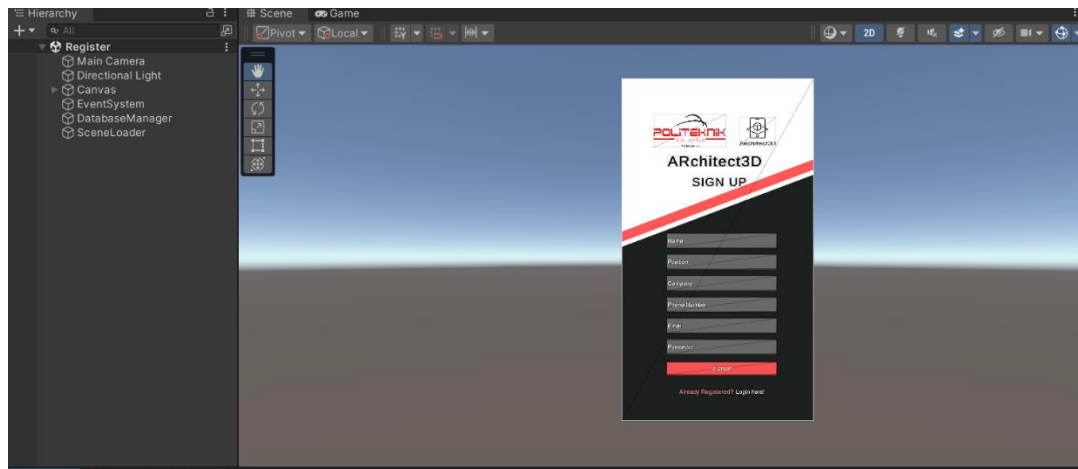 Hierarchy
Scene
Game
All
Pivot
Local
2D
Register
Main Camera
Directional Light
Canvas
EventSystem
DatabaseManager
SceneLoader
POLITEKNIK
ARchitect3D
ARchitect3D
SIGN UP
Name
Position
Company
Phone Number
Email
Password
SIGNUP
Already Registered? Login here!